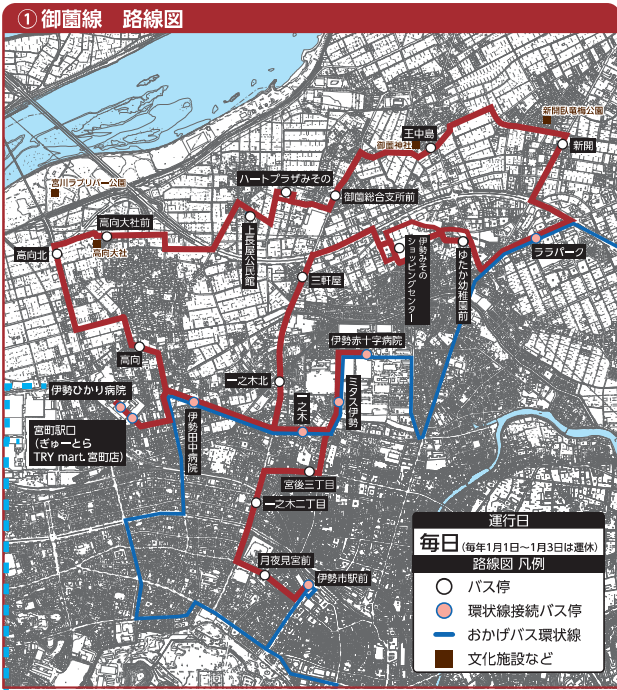 ①御薗線　路線図
新開臥竜梅公園
王中島
御薗神社
新開
宮川ラブリバー公園
ハートプラザみその
御薗総合支所前
高向大社前
高向大社
高向北
上長屋公民館
伊勢みその
ショッピングセンター
ゆたか幼稚園前
ララパーク
三軒屋
高向
伊勢赤十字病院
伊勢ひかり病院
一之木北
ミタス伊勢
一之木
伊勢田中病院
宮町駅口
（ぎゅーとら
TRY mart.宮町店）
宮後三丁目
一之木二丁目
月夜見宮前
伊勢市駅前
運行日
毎日（毎年1月1日～1月3日は運休）
路線図 凡例
バス停
環状線接続バス停
おかげバス環状線
文化施設など